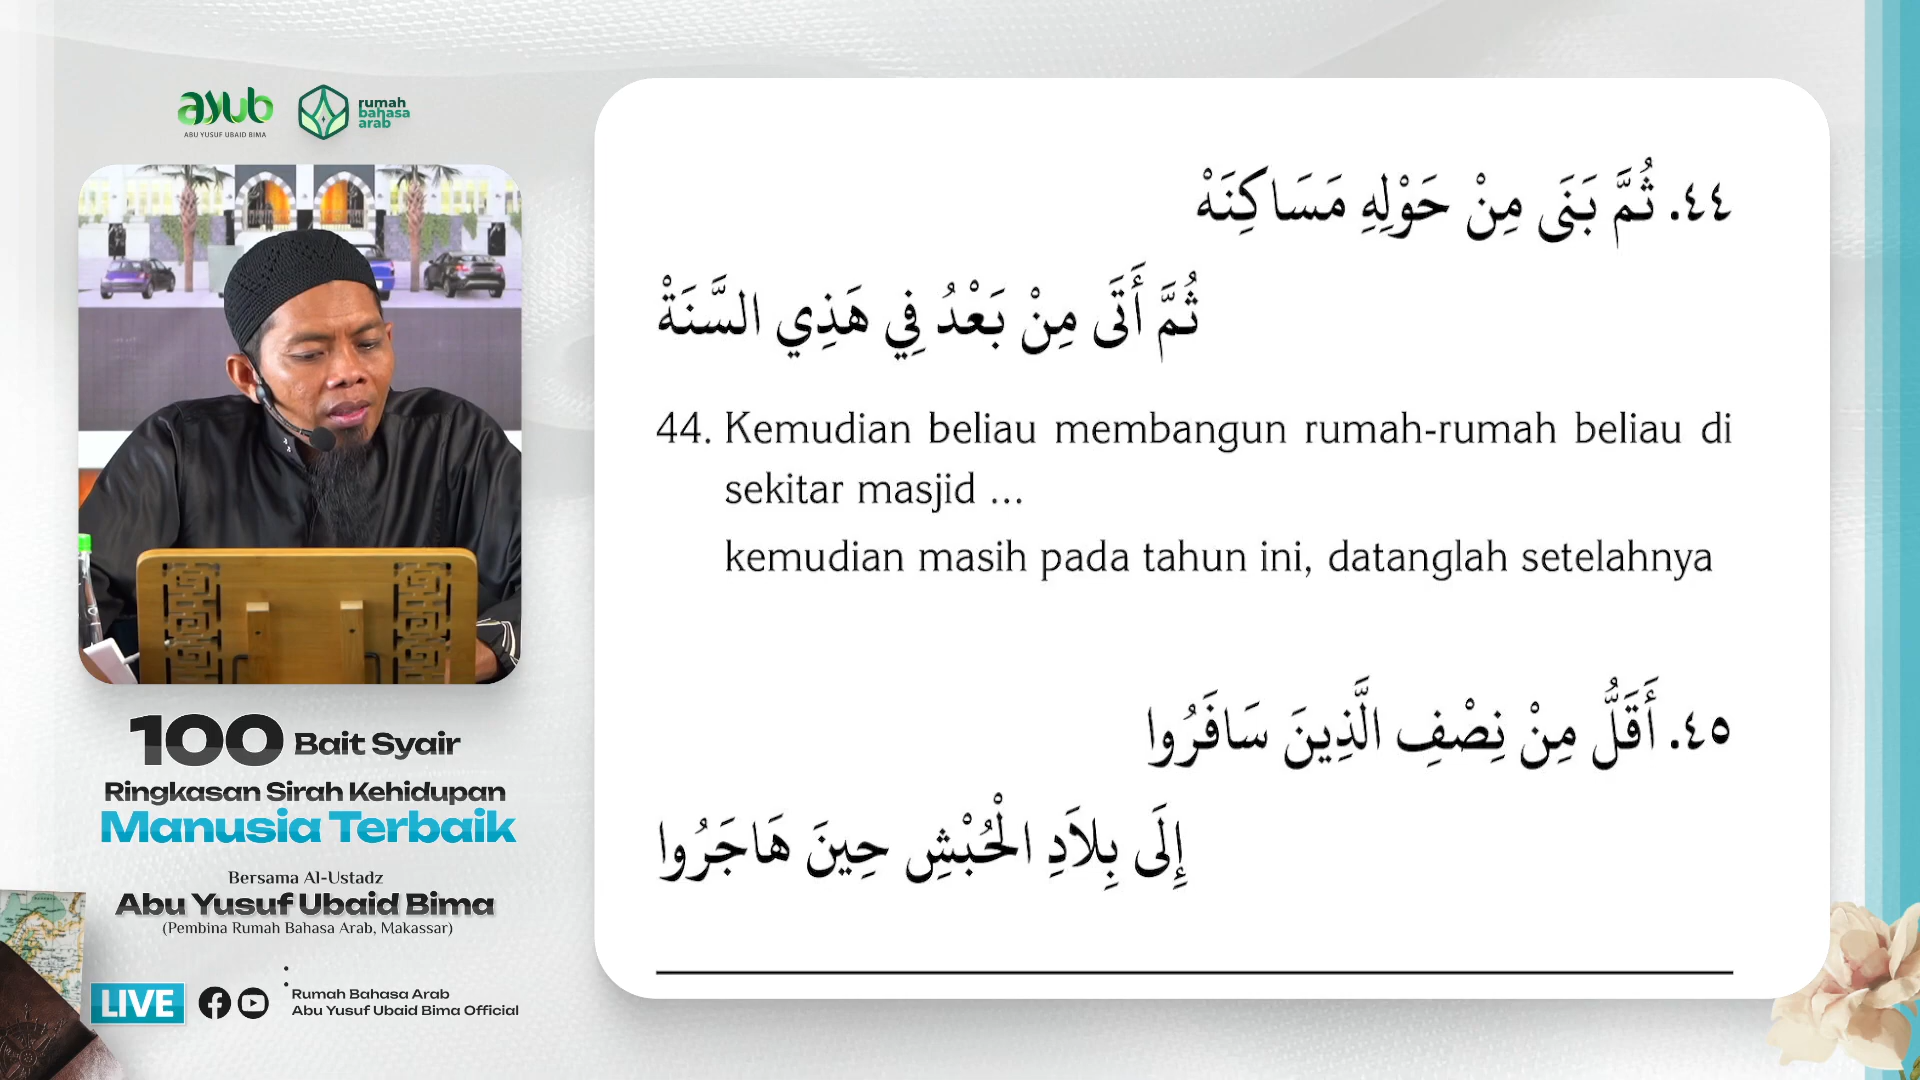 ayub
ABU YUSUF UBAID BIMA
rumah
bahasa
arab
100 Bait Syair
Ringkasan Sirah Kehidupan
Manusia Terbaik
Bersama Al-Ustadz
Abu Yusuf Ubaid Bima
(Pembina Rumah Bahasa Arab, Makassar)
:
LIVE
Rumah Bahasa Arab
Abu Yusuf Ubaid Bima Official
٤٤. ثُمَّ بَنَى مِنْ حَوْلِهِ مَسَاكِنَهْ
ثُمَّ أَتَى مِنْ بَعْدُ فِي هَذِي السَّنَةْ
44. Kemudian beliau membangun rumah-rumah beliau di
sekitar masjid ...
kemudian masih pada tahun ini, datanglah setelahnya
٤٥. أَقَلُّ مِنْ نِصْفِ الَّذِينَ سَافَرُوا
إِلَى بِلاَدِ الْحُبْشِ حِينَ هَاجَرُوا